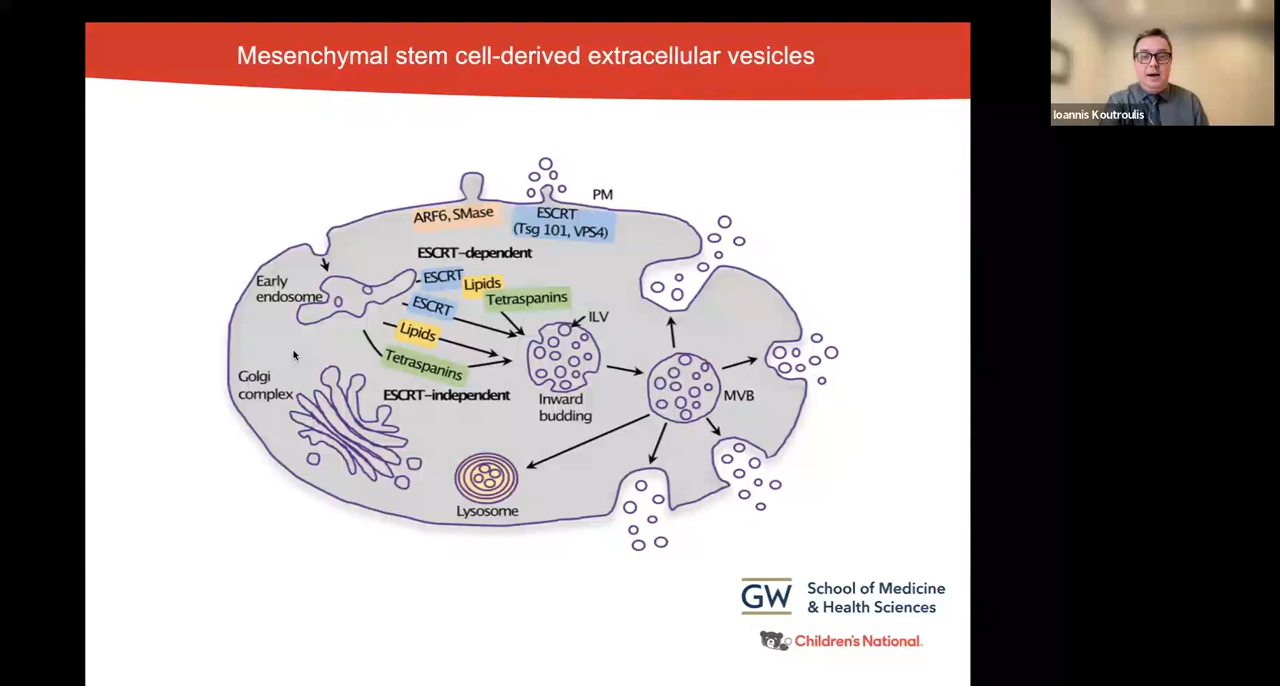 Mesenchymal stem cell-derived extracellular vesicles
Ioannis Koutroulis
PM
ARF6, SMase
ESCRT
(Tsg 101, VPS4)
ESCRT-dependent
Early
endosome
ESCRT
Lipids
Tetraspanins
ESCRT
ILV
Lipids
Tetraspanins
Golgi
complex
ESCRT-independent
Inward
budding
MVB
Lysosome
GW
School of Medicine
& Health Sciences
Children's National.